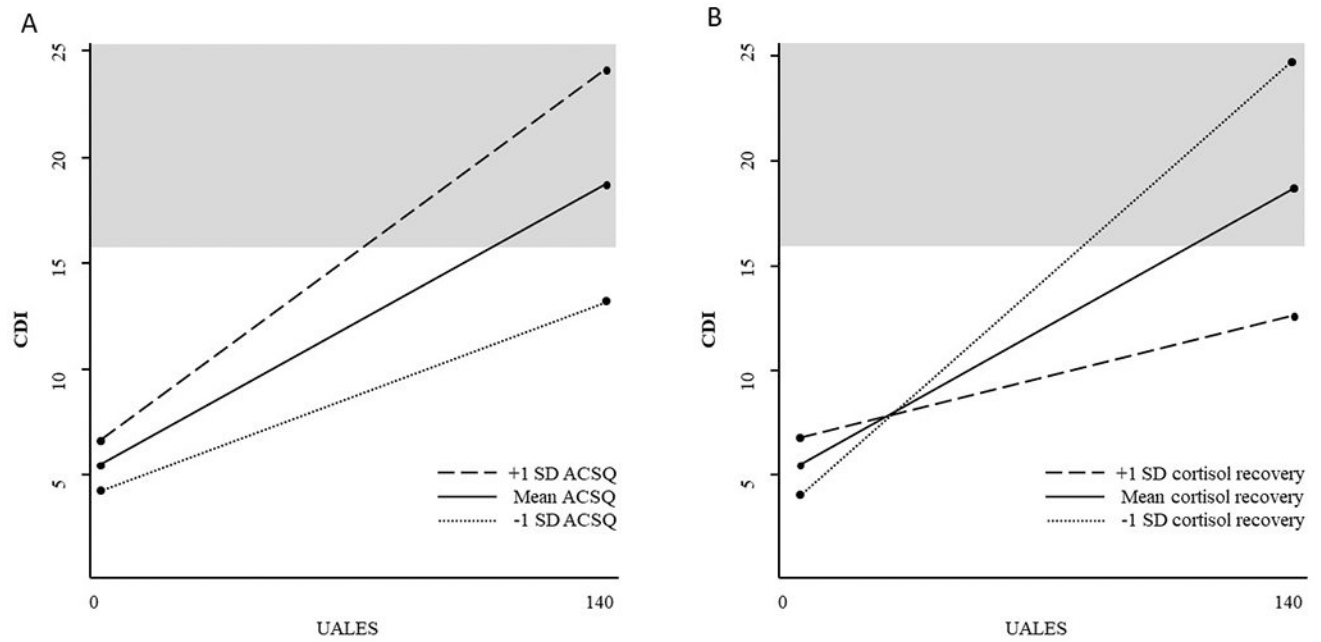 A
25
20
15
10
5
CDI
+1 SD ACSQ
Mean ACSQ
-1 SD ACSQ
0
140
UALES
B
25
20
15
10
5
CDI
+1 SD cortisol recovery
Mean cortisol recovery
-1 SD cortisol recovery
0
140
UALES